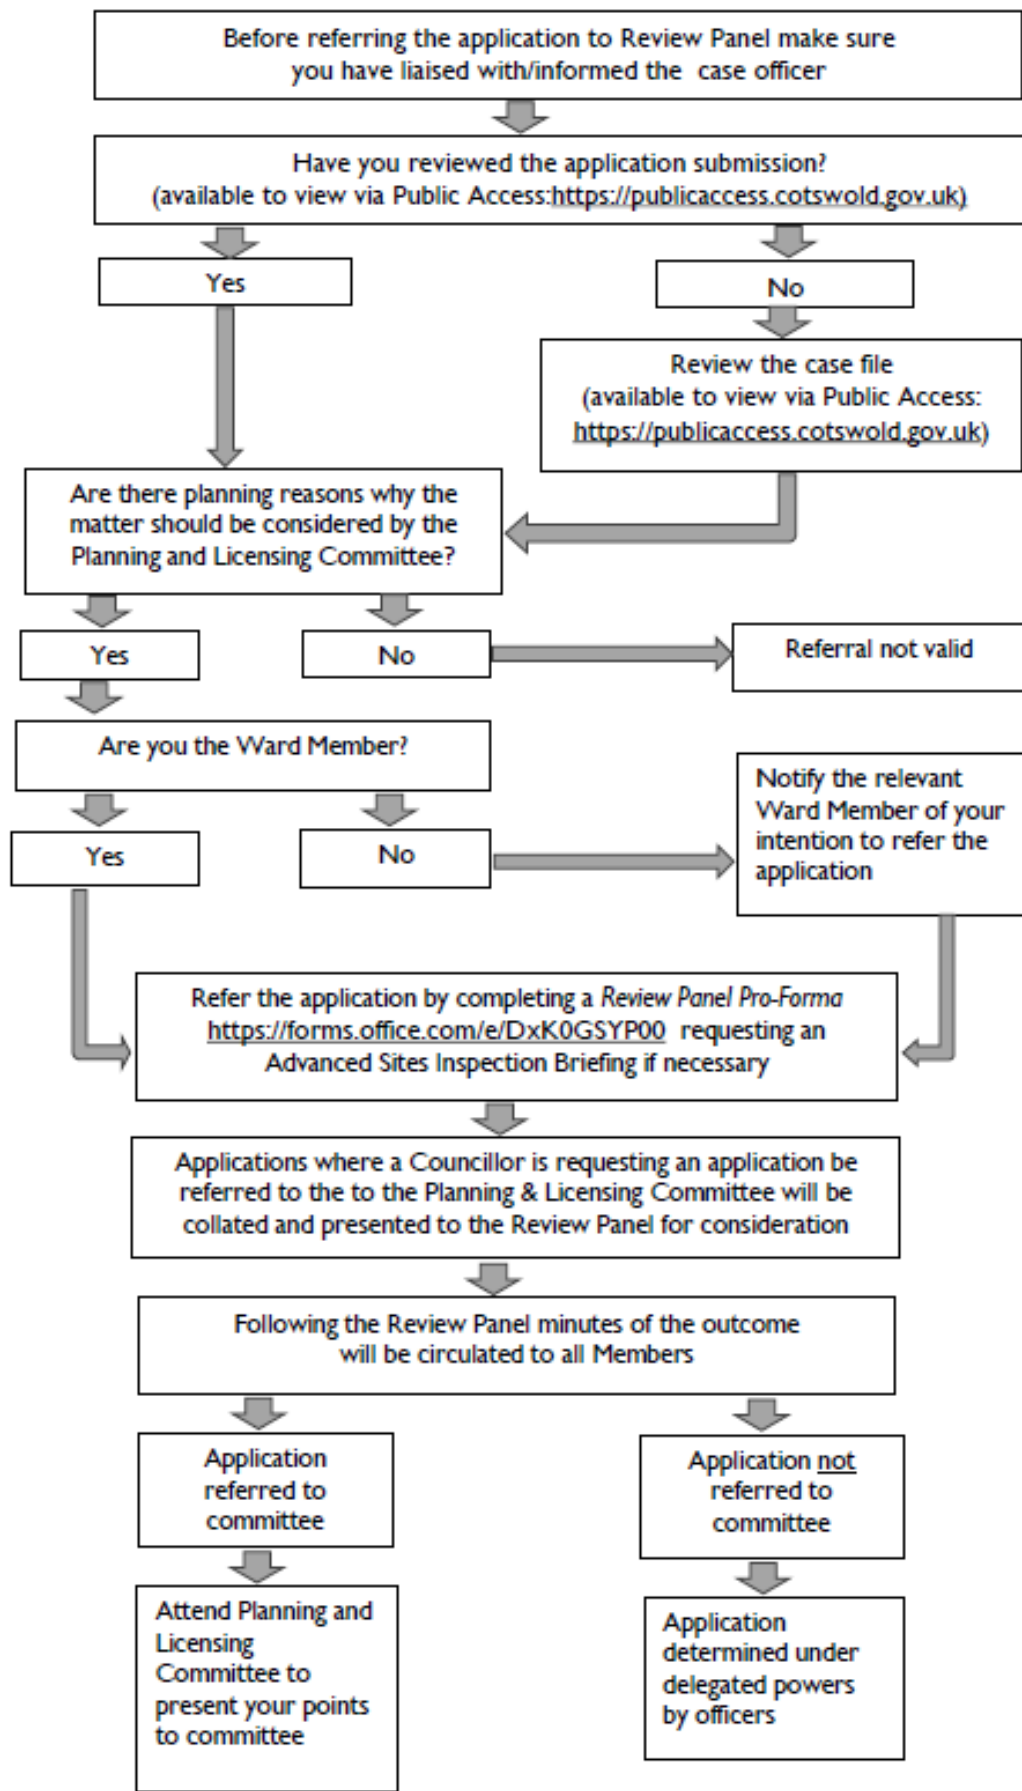 Before referring the application to Review Panel make sure
you have liaised with/informed the case officer
Have you reviewed the application submission?
(available to view via Public Access:https://publicaccess.cotswold.gov.uk)
Yes
No
Review the case file
(available to view via Public Access:
https://publicaccess.cotswold.gov.uk)
Are there planning reasons why the
matter should be considered by the
Planning and Licensing Committee?
Yes
No
Referral not valid
Are you the Ward Member?
Yes
No
Notify the relevant
Ward Member of your
intention to refer the
application
Refer the application by completing a Review Panel Pro-Forma
https://forms.office.com/e/DxK0GSYP00 requesting an
Advanced Sites Inspection Briefing if necessary
Applications where a Councillor is requesting an application be
referred to the to the Planning & Licensing Committee will be
collated and presented to the Review Panel for consideration
Following the Review Panel minutes of the outcome
will be circulated to all Members
Application
referred to
committee
Application not
referred to
committee
Attend Planning and
Licensing
Committee to
present your points
to committee
Application
determined under
delegated powers
by officers